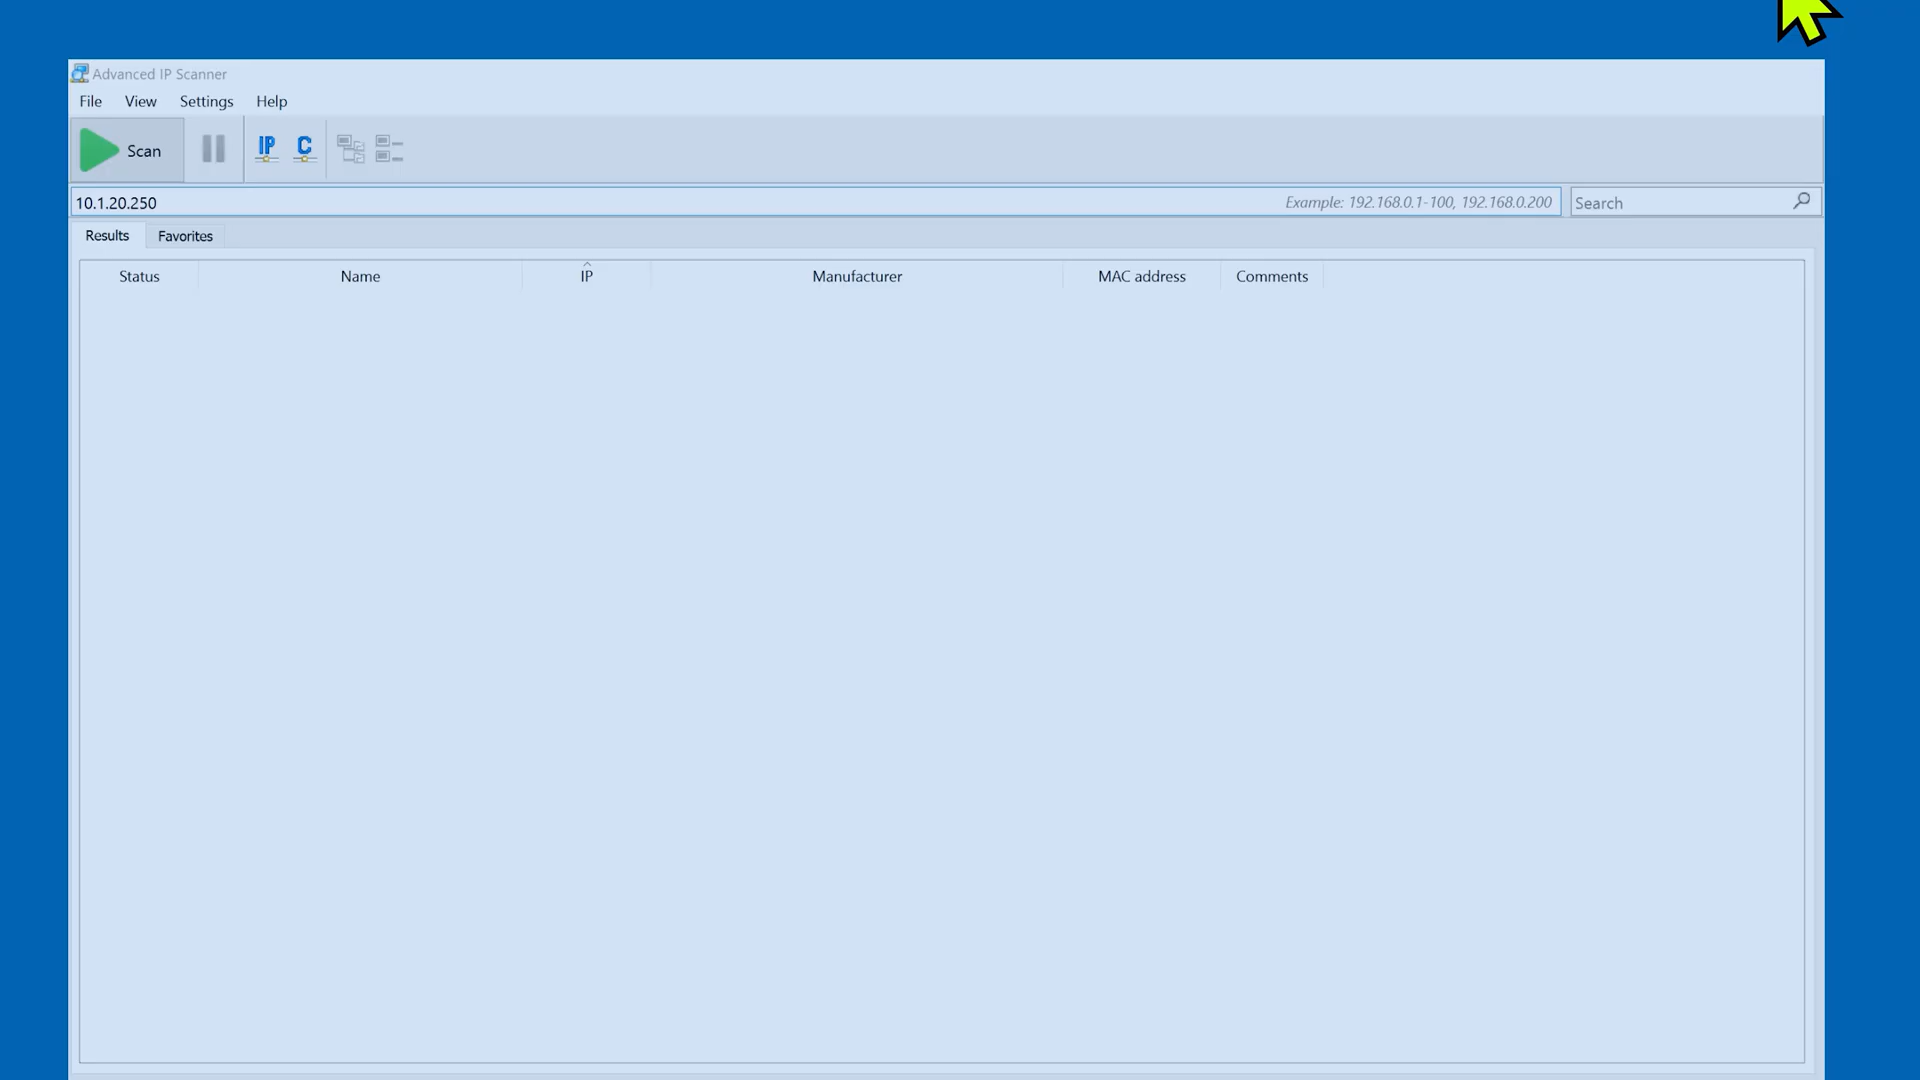 Advanced IP Scanner
File View Settings Help
Scan IP C
10.1.20.250 Example: 192.168.0.1-100, 192.168.0.200 Search
Results Favorites
Status Name IP Manufacturer MAC address Comments